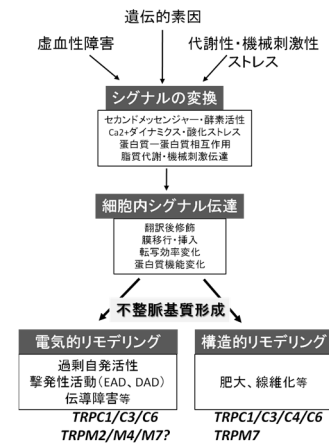 遺伝的素因
虚血性障害
代謝性・機械刺激性
ストレス
シグナルの変換
セカンドメッセンジャー・酵素活性
Ca2+ダイナミクス・酸化ストレス
蛋白質ー蛋白質相互作用
脂質代謝・機械刺激伝達
細胞内シグナル伝達
翻訳後修飾
膜移行・挿入
転写効率変化
蛋白質機能変化
不整脈基質形成
電気的リモデリング
過剰自発活性
撃発性活動(EAD、DAD)
伝導障害等
TRPC1/C3/C6
TRPM2/M4/M7?
構造的リモデリング
肥大、線維化等
TRPC1/C3/C4/C6
TRPM7